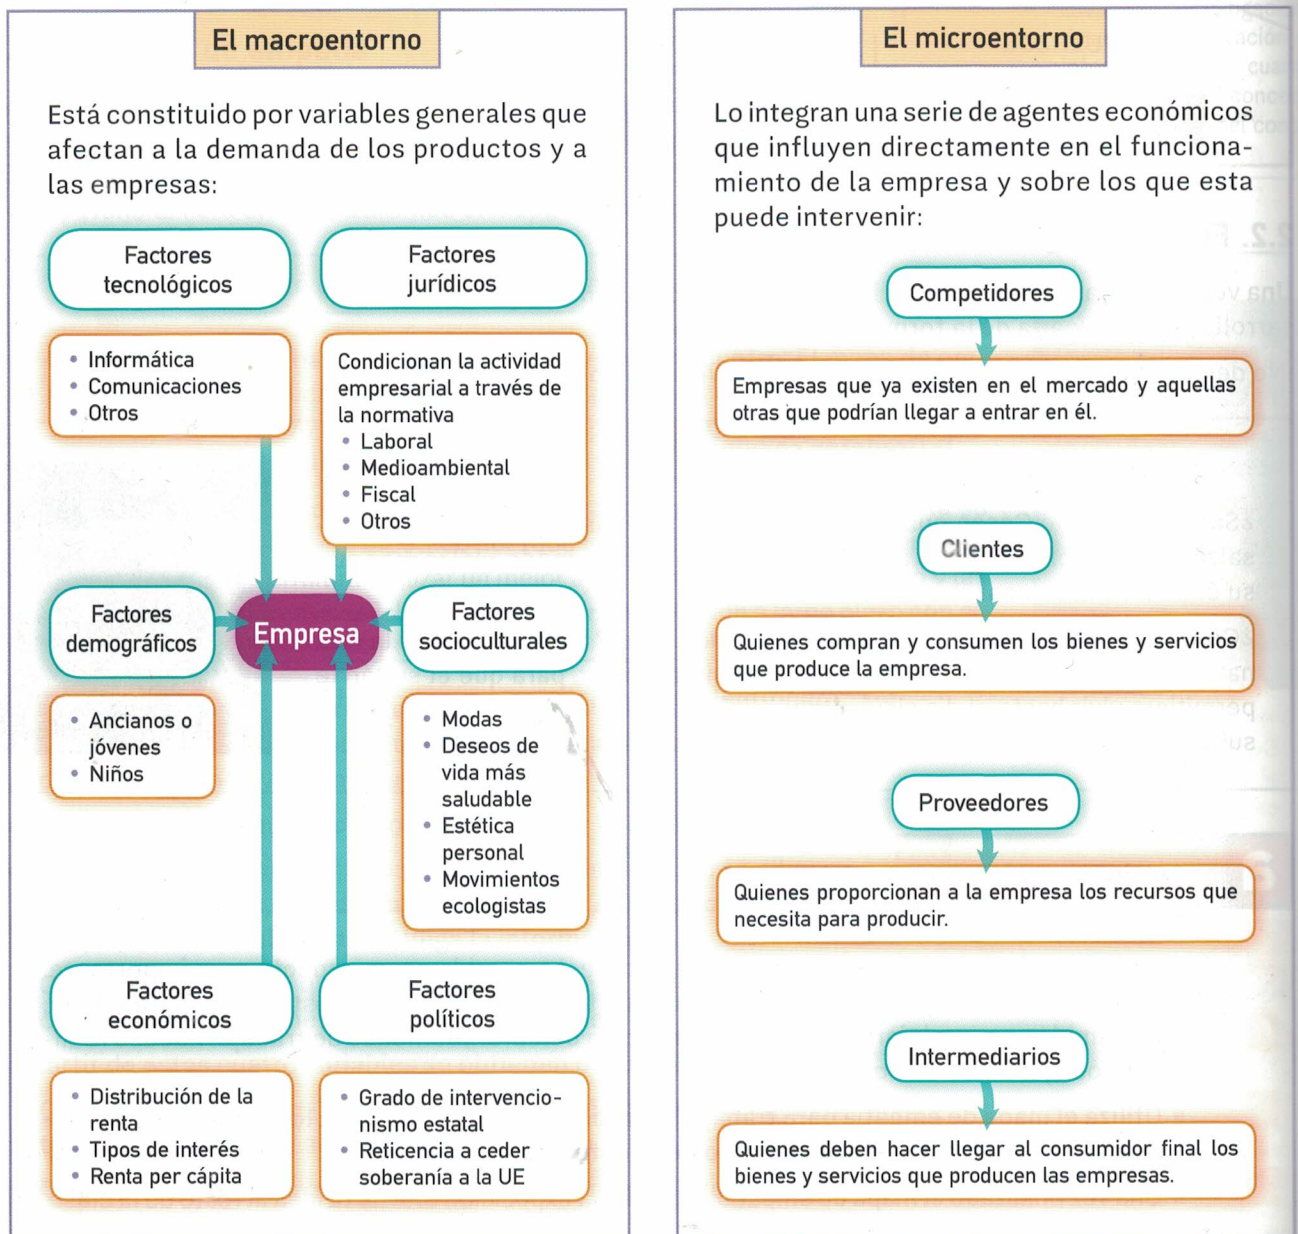 El macroentorno
Está constituido por variables generales que
afectan a la demanda de los productos y a
las empresas:
Factores
tecnológicos
• Informática
• Comunicaciones
• Otros
Factores
jurídicos
Condicionan la actividad
empresarial a través de
la normativa
• Laboral
• Medioambiental
• Fiscal
• Otros
Factores
demográficos
• Ancianos o
jóvenes
• Niños
Empresa
Factores
socioculturales
• Modas
• Deseos de
vida más
saludable
• Estética
personal
• Movimientos
ecologistas
Factores
económicos
• Distribución de la
renta
• Tipos de interés
• Renta per cápita
Factores
políticos
• Grado de intervencio-
nismo estatal
• Reticencia a ceder
soberanía a la UE
El microentorno
Lo integran una serie de agentes económicos
que influyen directamente en el funciona-
miento de la empresa y sobre los que esta
puede intervenir:
Competidores
Empresas que ya existen en el mercado y aquellas
otras que podrían llegar a entrar en él.
Clientes
Quienes compran y consumen los bienes y servicios
que produce la empresa.
Proveedores
Quienes proporcionan a la empresa los recursos que
necesita para producir.
Intermediarios
Quienes deben hacer llegar al consumidor final los
bienes y servicios que producen las empresas.